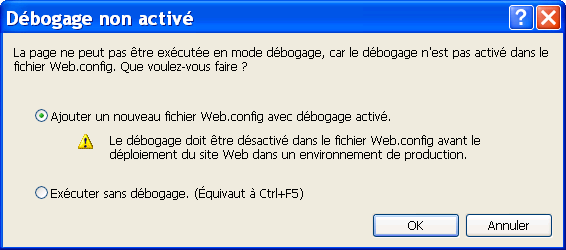 Débogage non activé
La page ne peut pas être exécutée en mode débogage, car le débogage n'est pas activé dans le
fichier Web.config. Que voulez-vous faire ?
Ajouter un nouveau fichier Web.config avec débogage activé.
Le débogage doit être désactivé dans le fichier Web.config avant le
déploiement du site Web dans un environnement de production.
Exécuter sans débogage. (Équivaut à Ctrl+F5)
OK Annuler